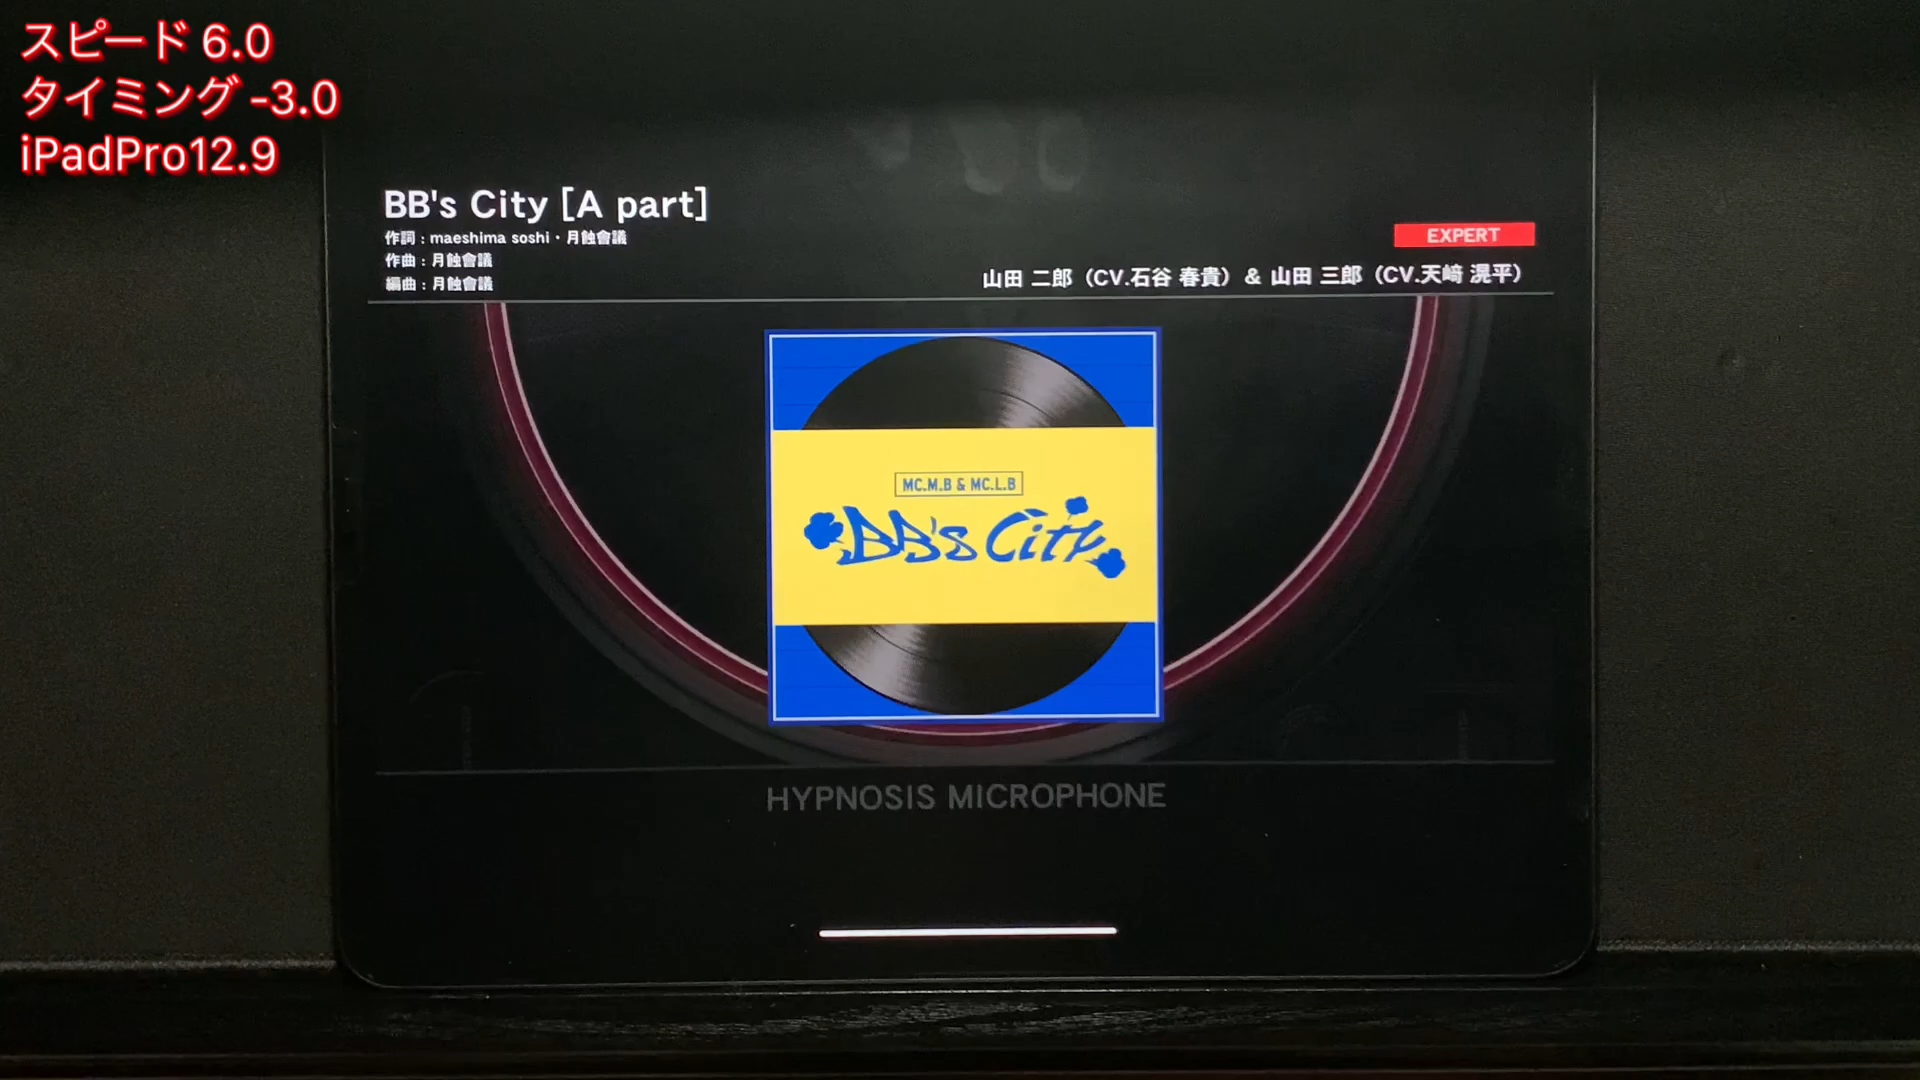 スピード 6.0
タイミング -3.0
iPadPro12.9
BB's City [A part]
作詞 : maeshima soshi・月蝕會議
作曲 : 月蝕會議
編曲 : 月蝕會議
EXPERT
山田 二郎（CV.石谷 春貴）＆ 山田 三郎（CV.天﨑 滉平）
MC.M.B & MC.L.B
BB's City
HYPNOSIS MICROPHONE